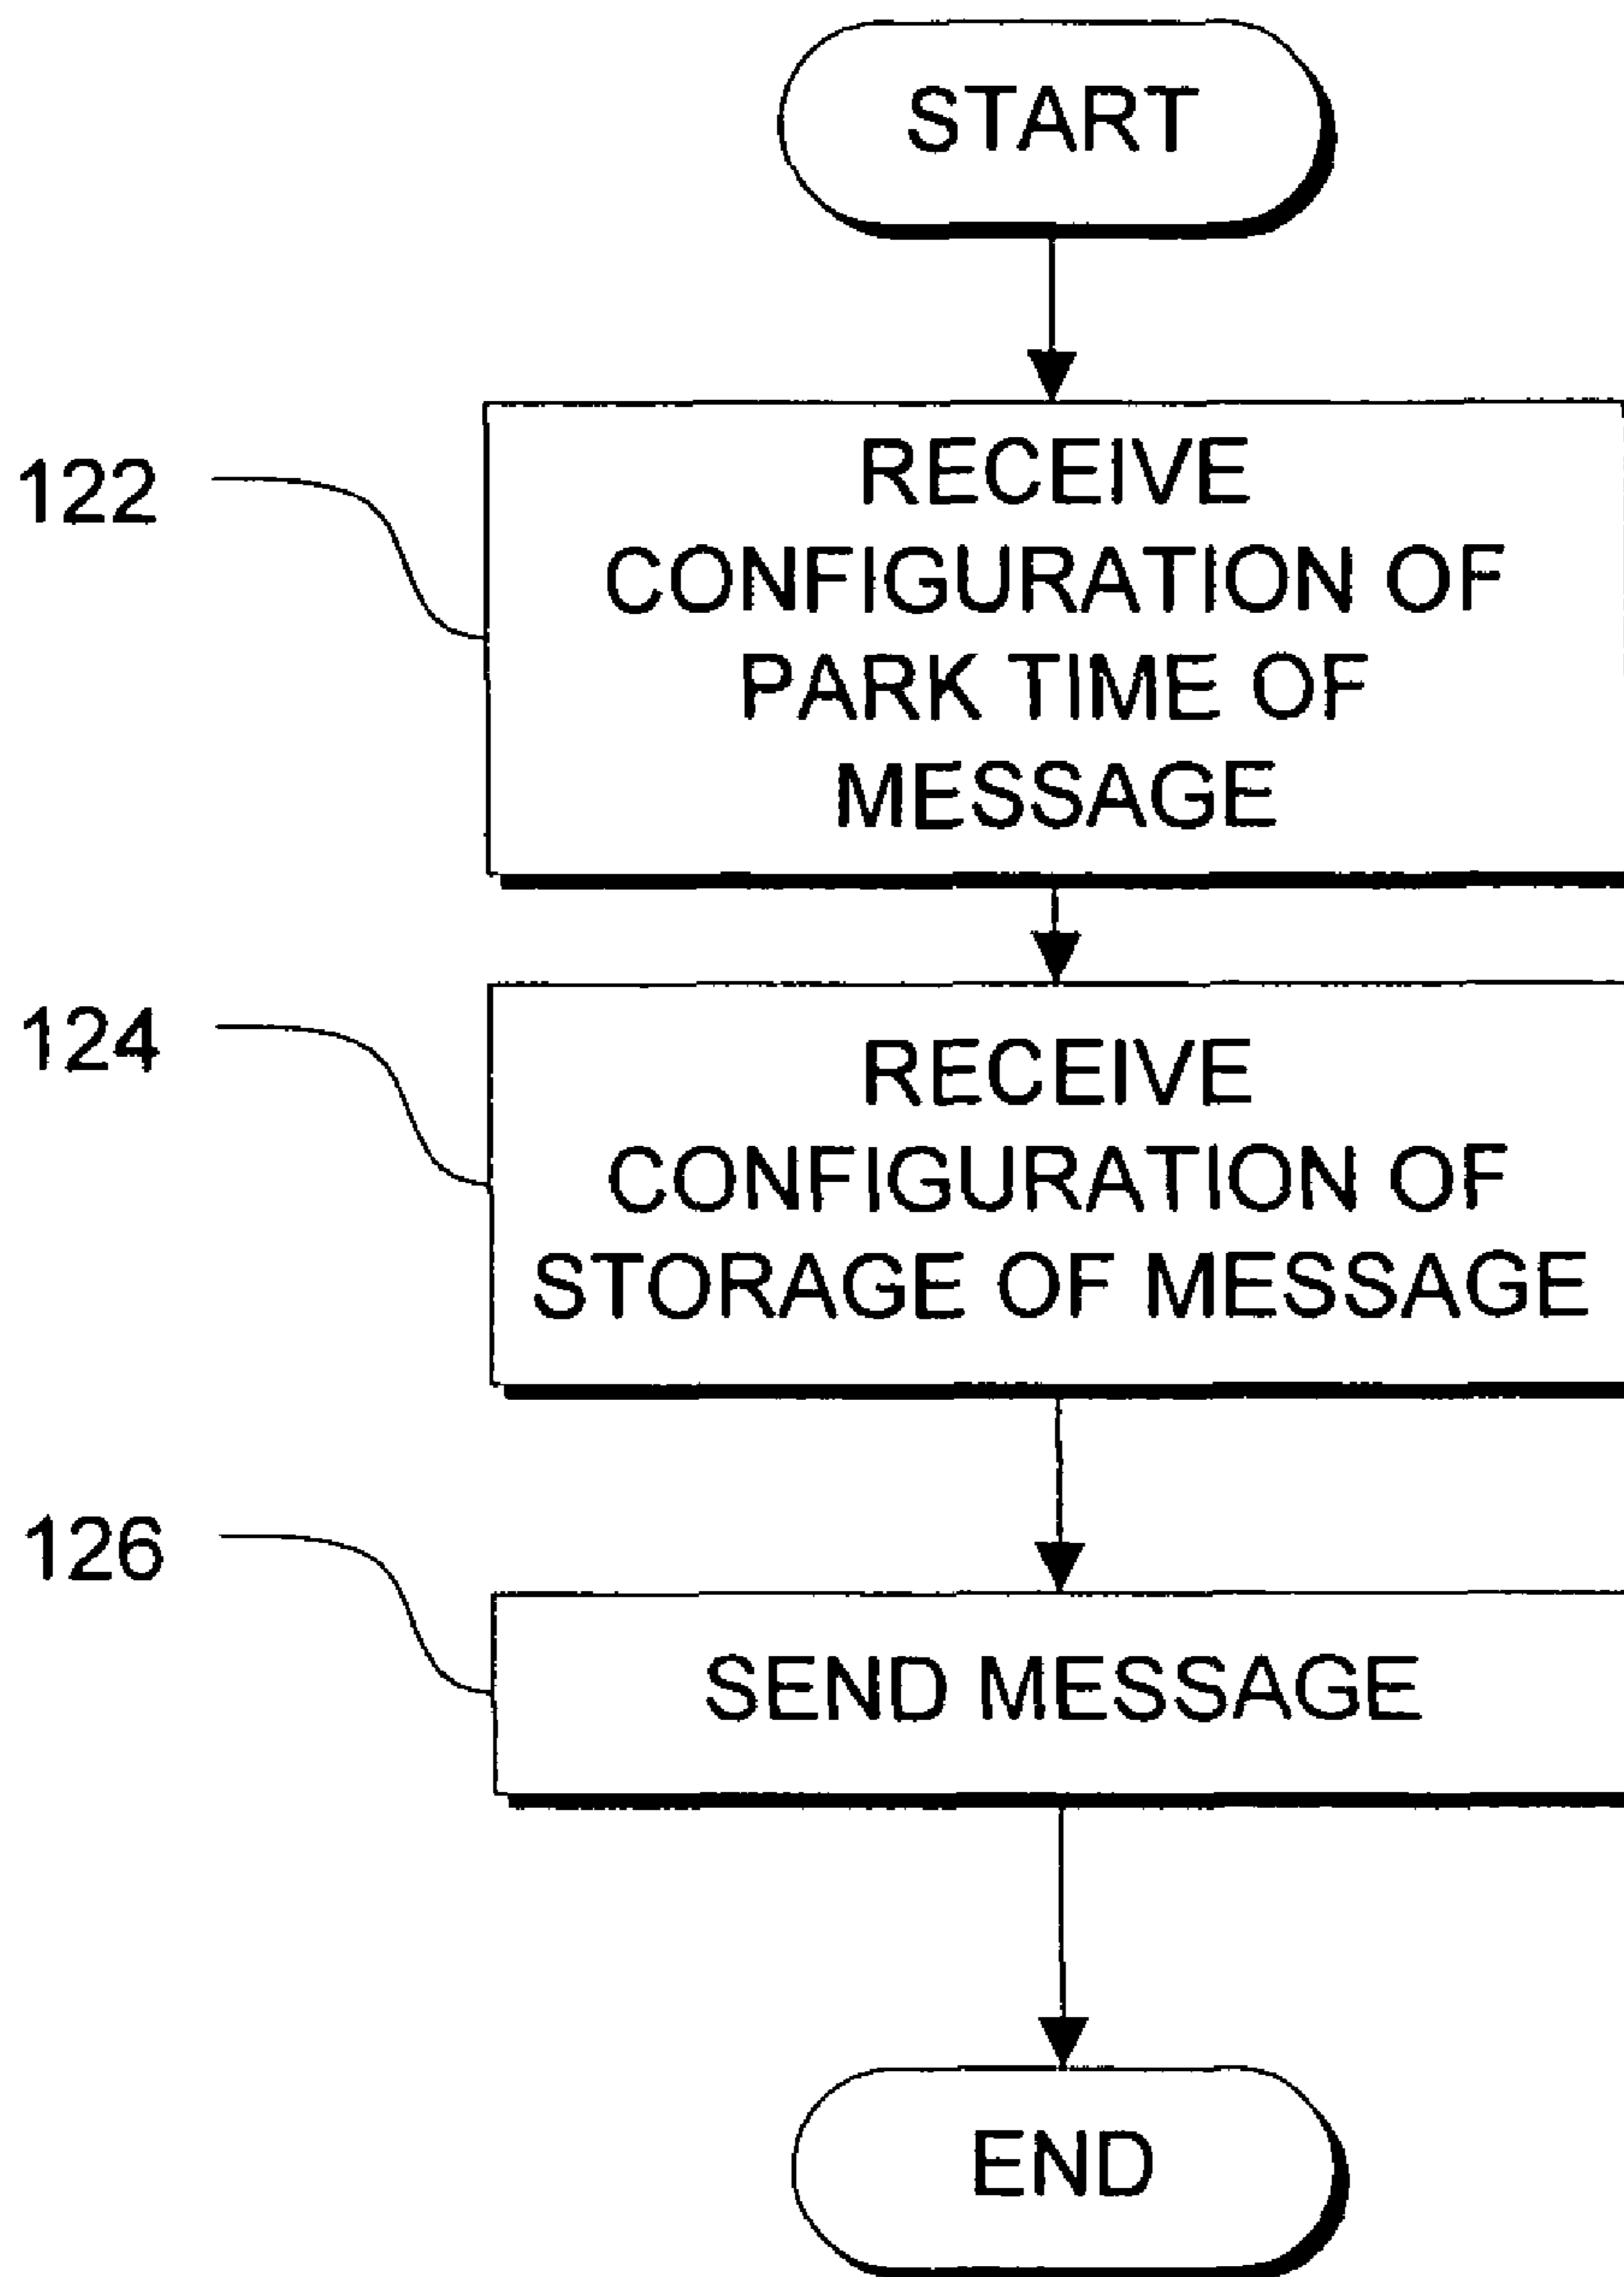 START
122
RECEIVE
CONFIGURATION OF
PARK TIME OF
MESSAGE
124
RECEIVE
CONFIGURATION OF
STORAGE OF MESSAGE
126
SEND MESSAGE
END